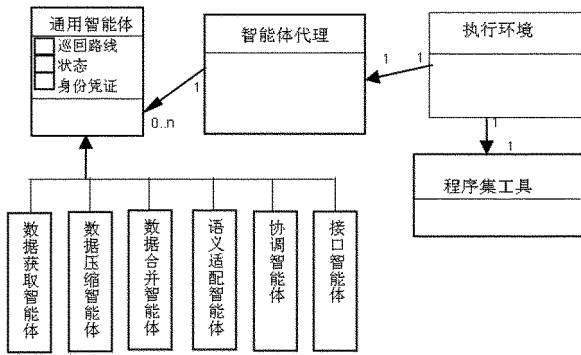 通用智能体
巡回路线
状态
身份凭证
智能体代理
执行环境
1
0..n
1
1
1
1
程序集工具
数据获取智能体
数据压缩智能体
数据合并智能体
语义适配智能体
协调智能体
接口智能体